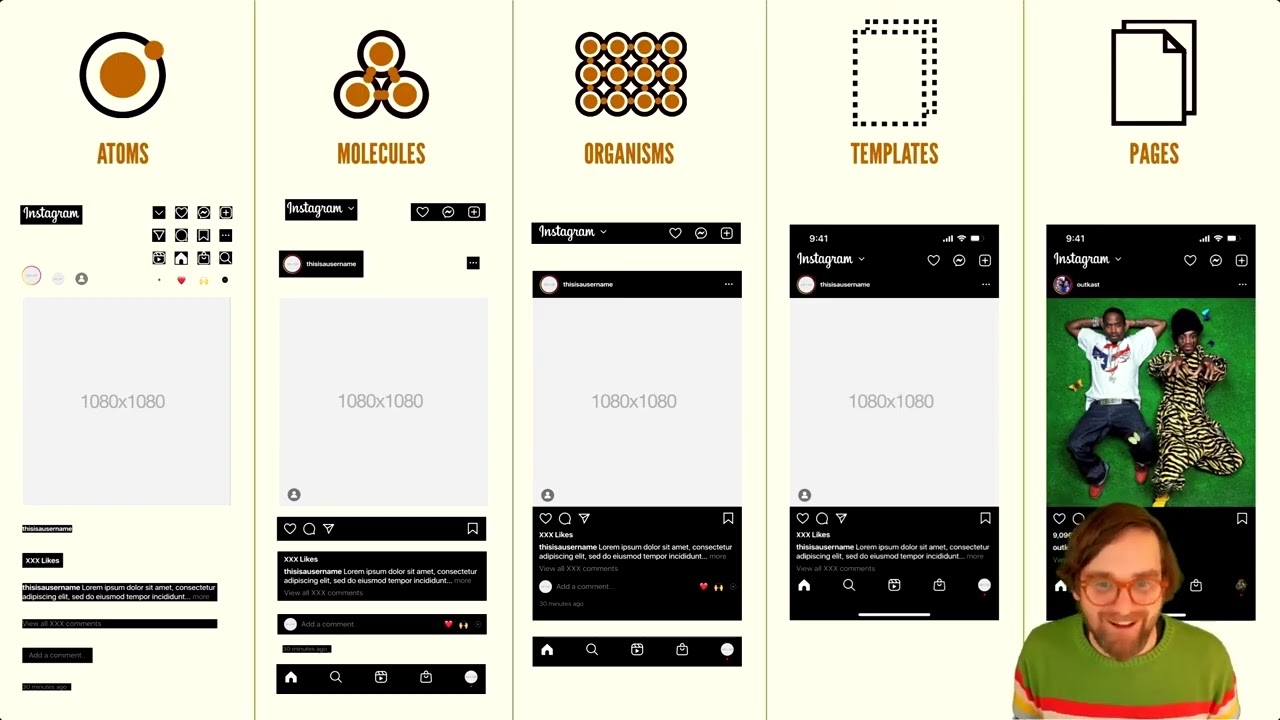 ATOMS
Instagram
1080x1080
thisisausername
XXX Likes
thisisausername Lorem ipsum dolor sit amet, consectetur
adipiscing elit, sed do eiusmod tempor incididunt... more
View all XXX comments
Add a comment..
30 minutes ago
MOLECULES
Instagram
thisisausername
1080x1080
XXX Likes
thisisausername Lorem ipsum dolor sit amet, consectetur
adipiscing elit, sed do eiusmod tempor incididunt... more
View all XXX comments
Add a comment
30 minutes ago
ORGANISMS
Instagram
thisisausername
1080x1080
XXX Likes
thisisausername Lorem ipsum dolor sit amet, consectetur
adipiscing elit, sed do eiusmod tempor incididunt... more
View all XXX comments
Add a comment...
30 minutes ago
TEMPLATES
9:41
Instagram
thisisausername
1080x1080
XXX Likes
thisisausername Lorem ipsum dolor sit amet, consectetur
adipiscing elit, sed do eiusmod tempor incididunt... more
View all XXX comments
PAGES
9:41
Instagram
outkast